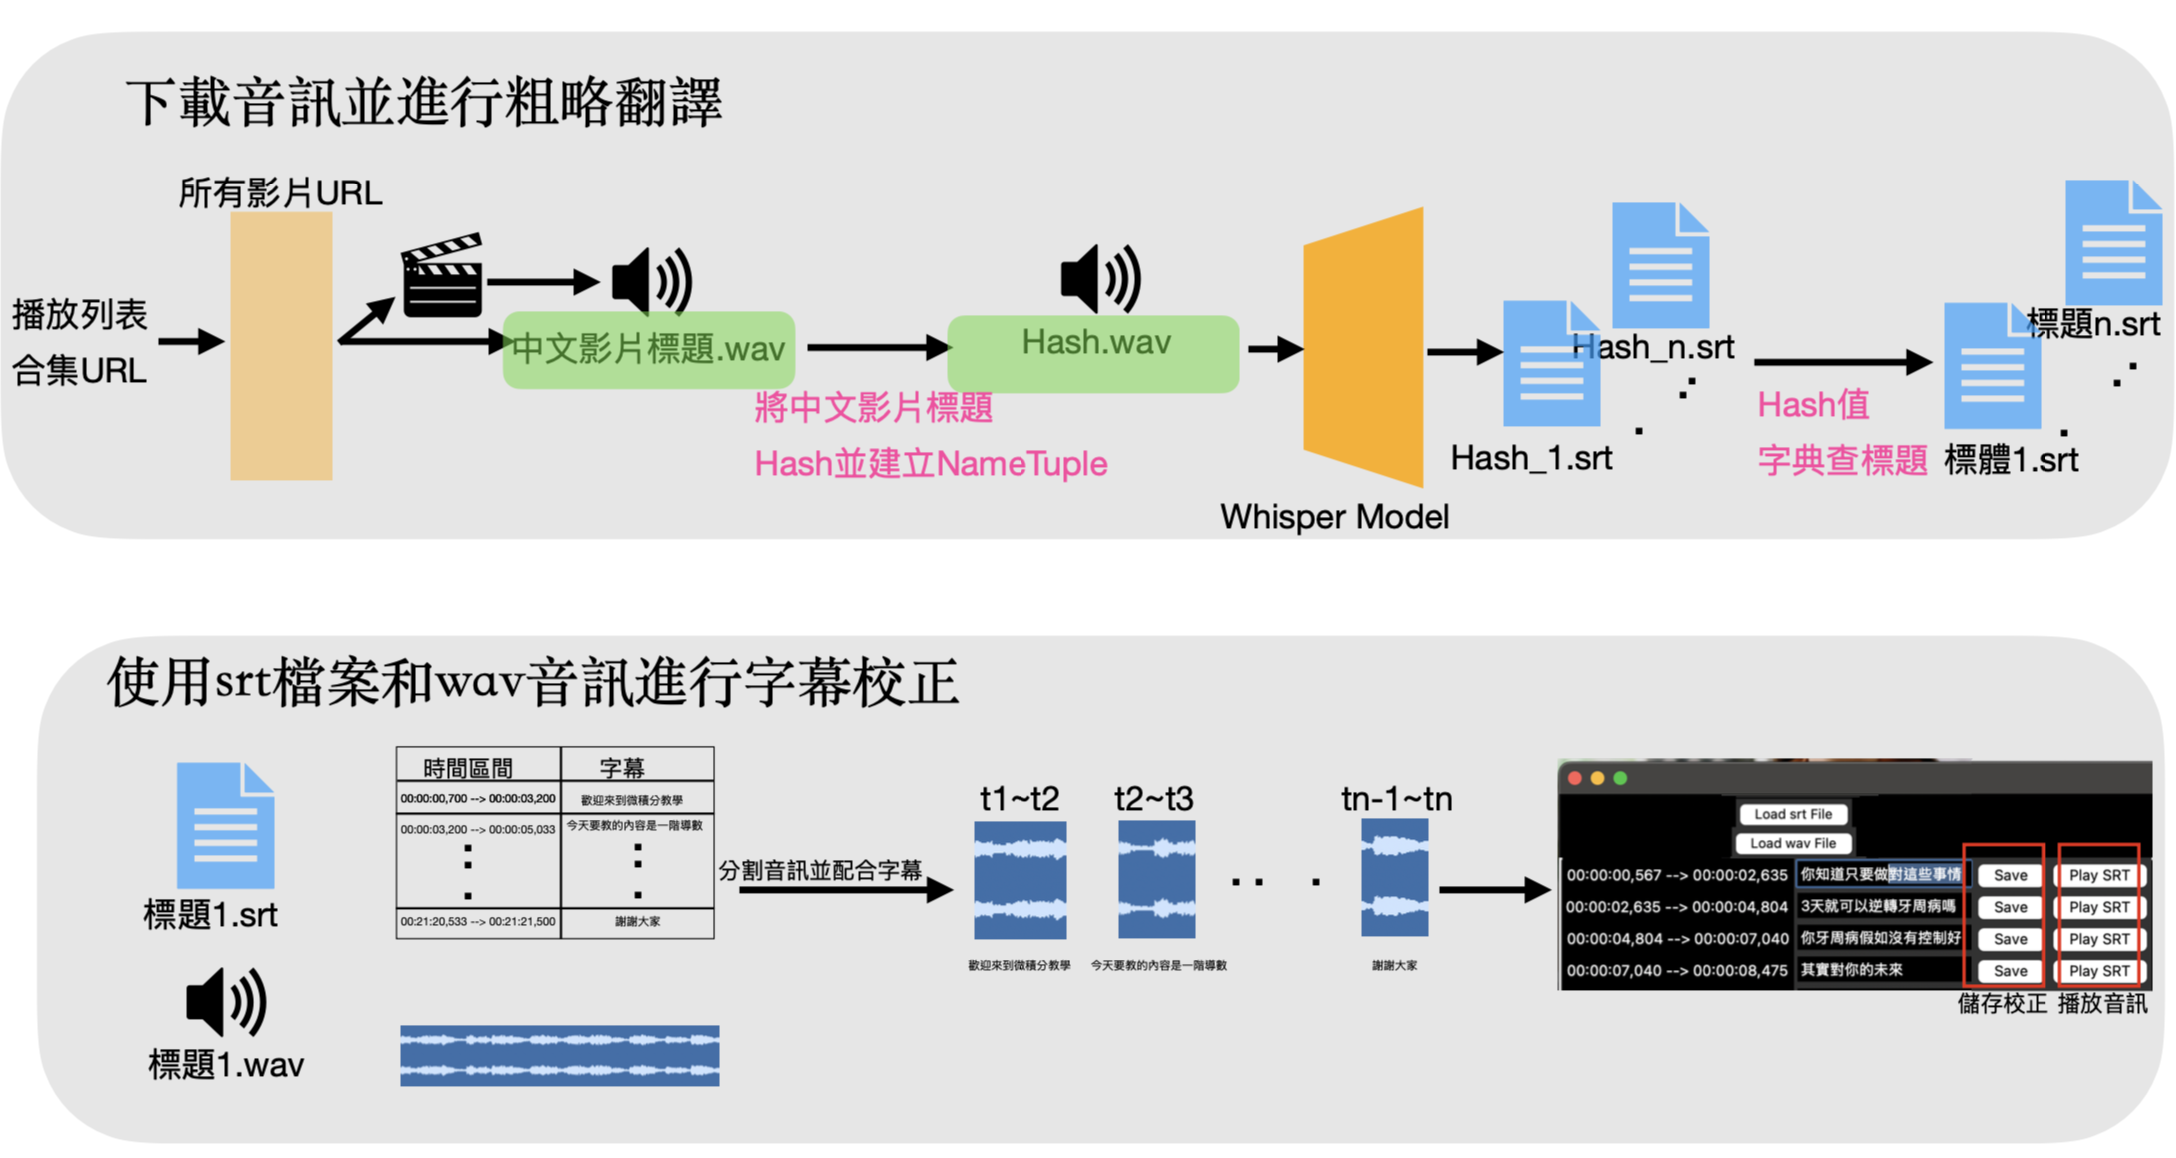 下載音訊並進行粗略翻譯
所有影片URL
播放列表
合集URL
中文影片標題.wav
將中文影片標題
Hash並建立NameTuple
Hash.wav
Whisper Model
Hash_n.srt
Hash_1.srt
Hash值
字典查標題
標題n.srt
標體1.srt
使用srt檔案和wav音訊進行字幕校正
標題1.srt
標題1.wav
時間區間 字幕
00:00:00,700 --> 00:00:03,200 歡迎來到微積分教學
00:00:03,200 --> 00:00:05,033 今天要教的內容是一階導數
00:21:20,533 --> 00:21:21,500 謝謝大家
分割音訊並配合字幕
t1~t2 t2~t3 tn-1~tn
歡迎來到微積分教學 今天要教的內容是一階導數 謝謝大家
Load srt File
Load wav File
00:00:00,567 --> 00:00:02,635 你知道只要做對這些事情 Save Play SRT
00:00:02,635 --> 00:00:04,804 3天就可以逆轉牙周病嗎 Save Play SRT
00:00:04,804 --> 00:00:07,040 你牙周病假如沒有控制好 Save Play SRT
00:00:07,040 --> 00:00:08,475 其實對你的未來 Save Play SRT
儲存校正 播放音訊